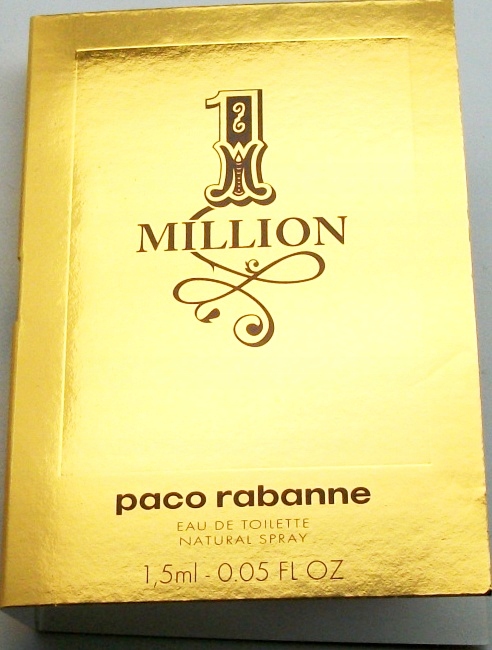 1
MILLION
paco rabanne
EAU DE TOILETTE
NATURAL SPRAY
1,5ml - 0.05 FL OZ